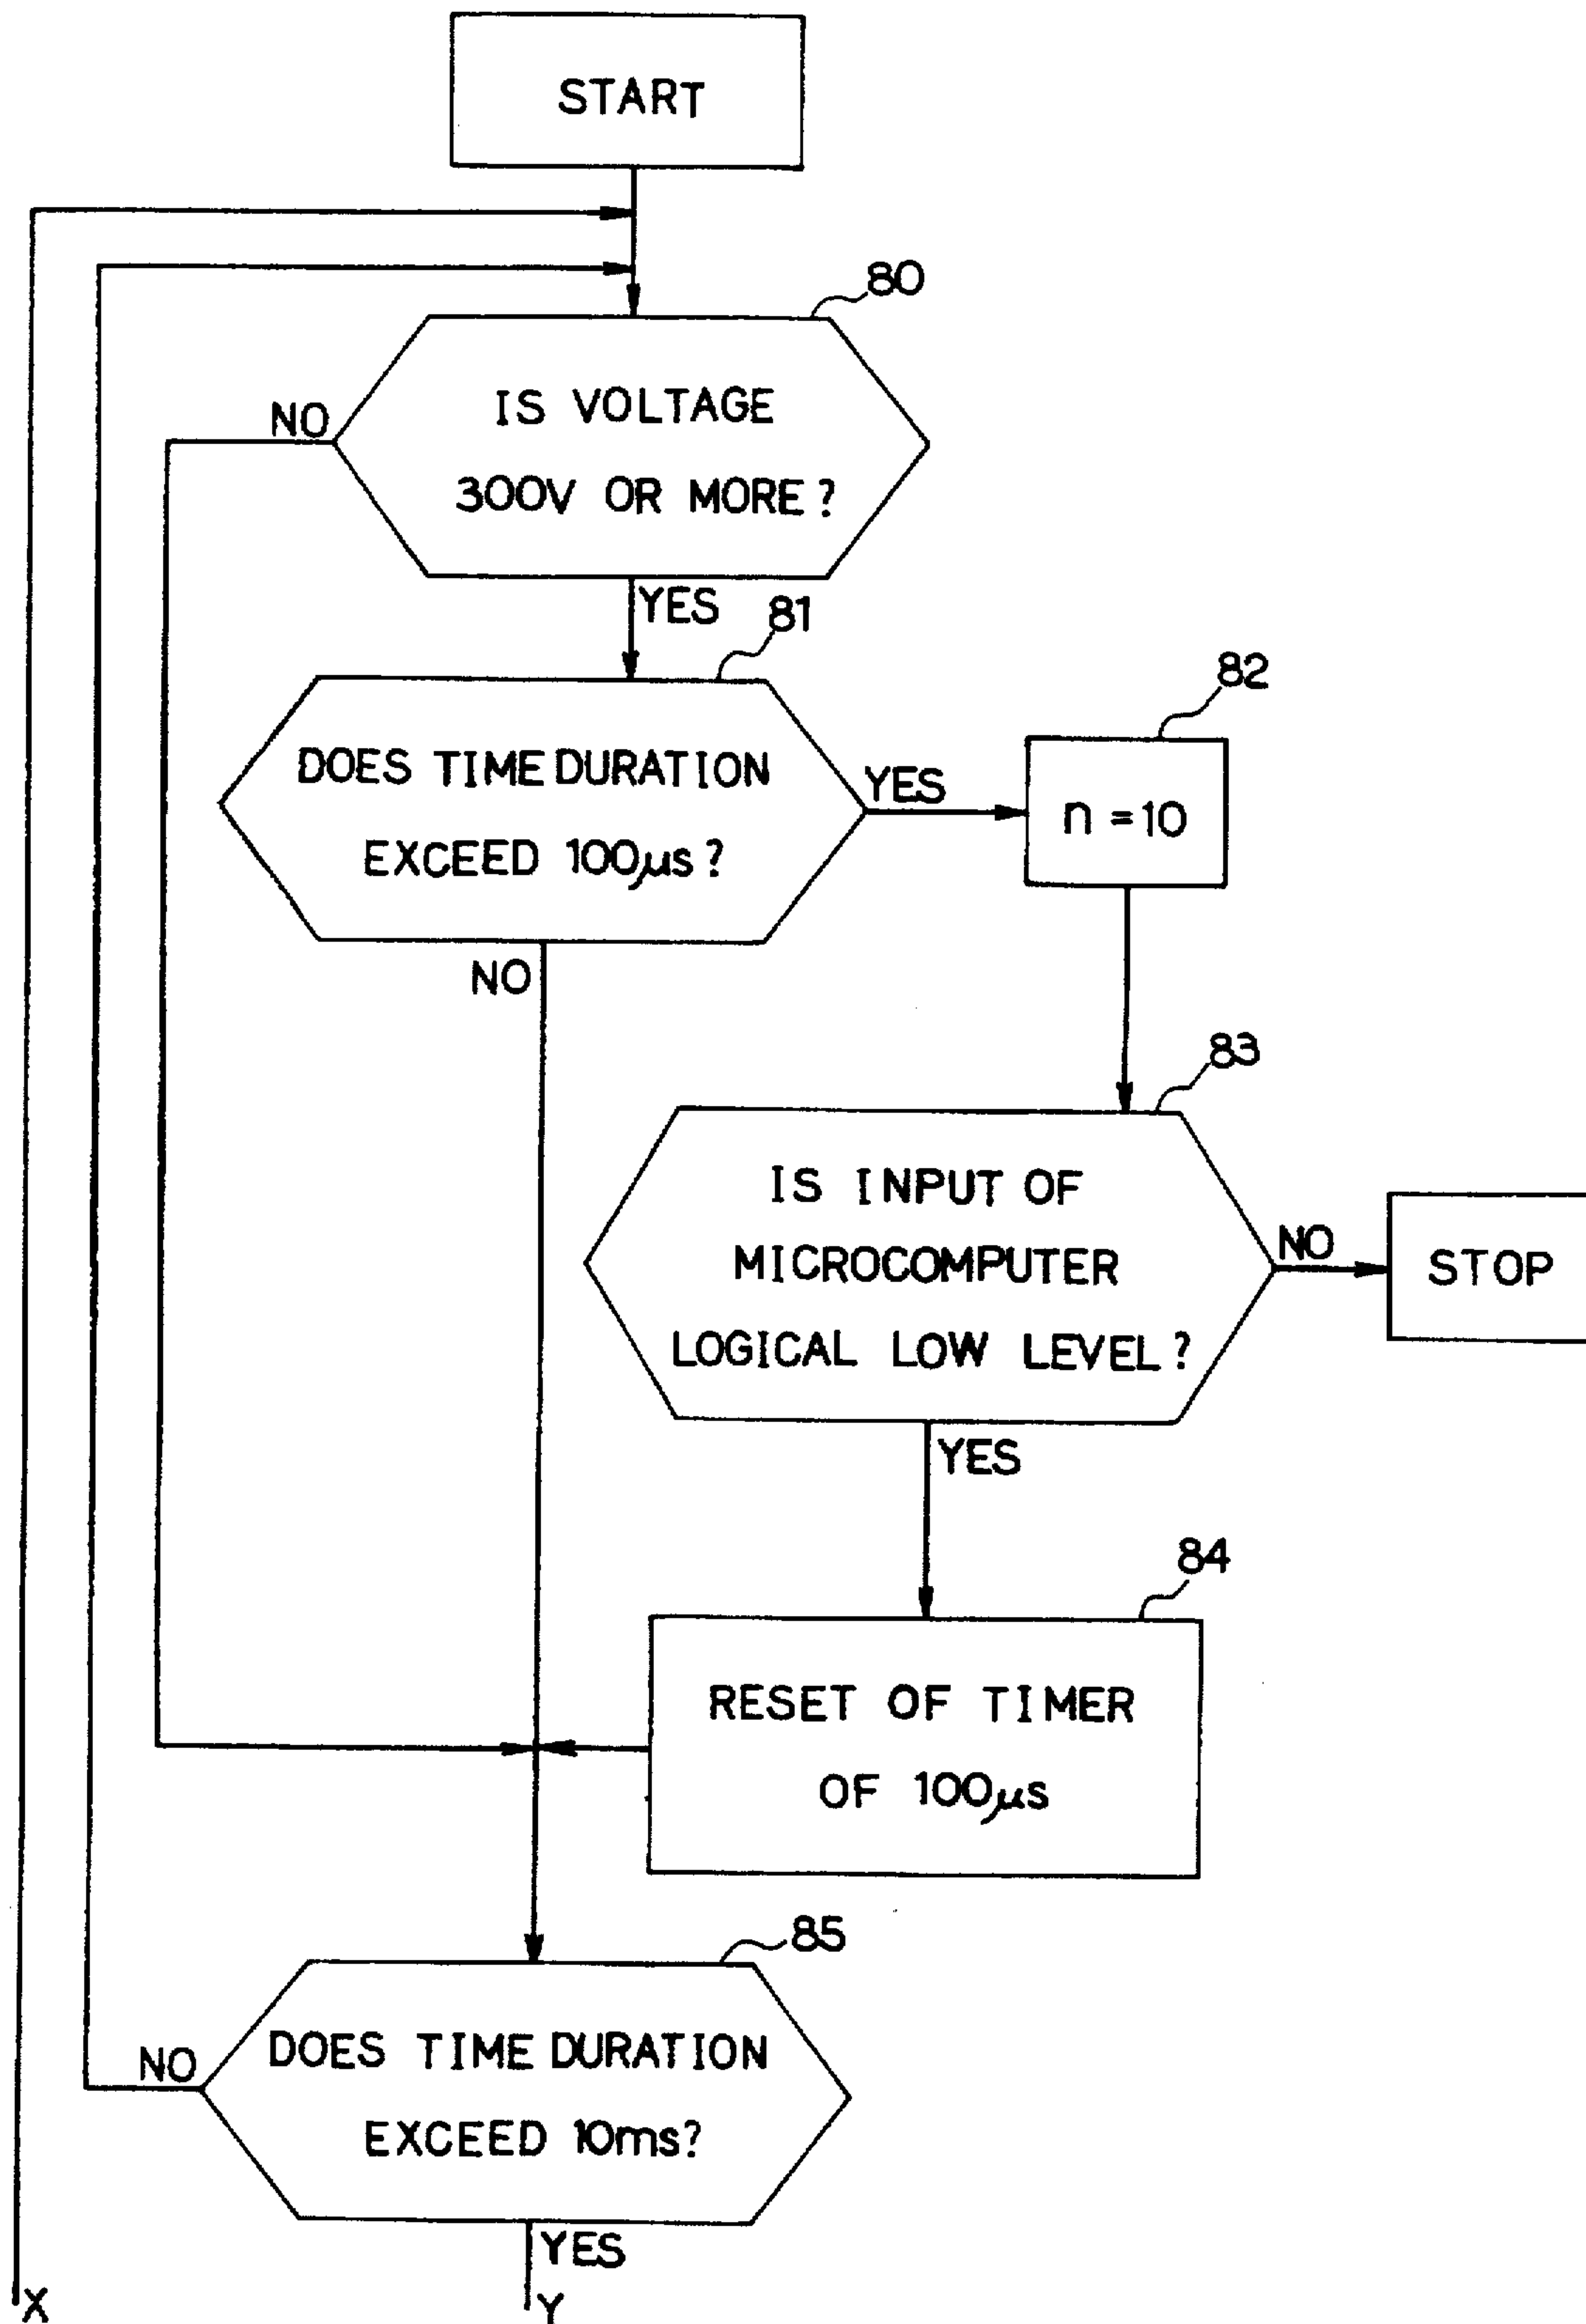 START
80
IS VOLTAGE
300V OR MORE?
NO
YES
81
DOES TIME DURATION
EXCEED 100μs?
YES
82
n = 10
NO
83
IS INPUT OF
MICROCOMPUTER
LOGICAL LOW LEVEL?
NO
STOP
YES
84
RESET OF TIMER
OF 100μs
85
DOES TIME DURATION
EXCEED 10ms?
NO
YES
X
Y